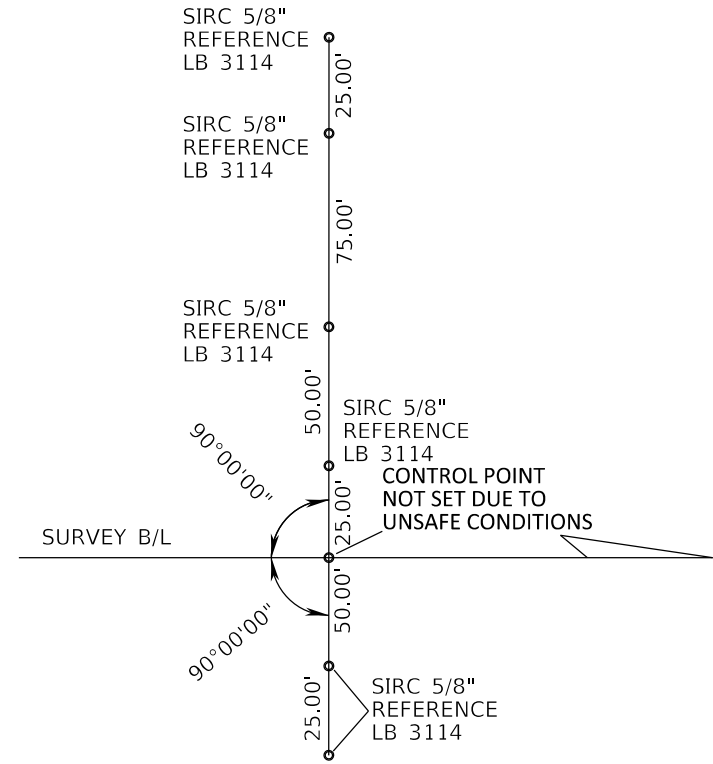 SIRC 5/8"
REFERENCE
LB 3114
25.00'
SIRC 5/8"
REFERENCE
LB 3114
75.00'
SIRC 5/8"
REFERENCE
LB 3114
50.00'
SIRC 5/8"
REFERENCE
LB 3114
90°00'00"
CONTROL POINT
NOT SET DUE TO
UNSAFE CONDITIONS
25.00'
SURVEY B/L
50.00'
90°00'00"
25.00'
SIRC 5/8"
REFERENCE
LB 3114